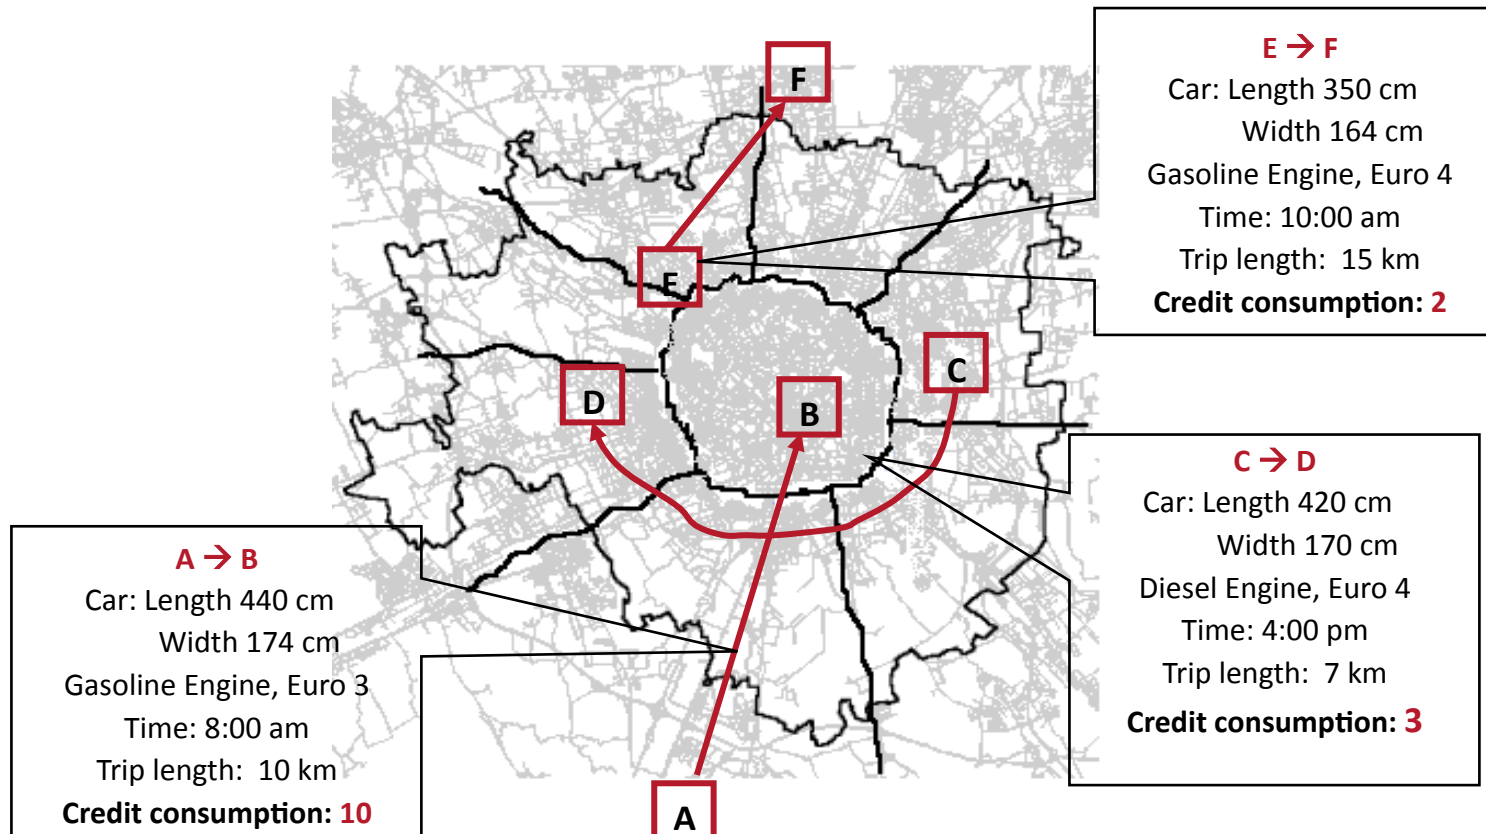 F
E → F
Car: Length 350 cm
Width 164 cm
Gasoline Engine, Euro 4
Time: 10:00 am
Trip length: 15 km
Credit consumption: 2
E
D
B
C
C → D
Car: Length 420 cm
Width 170 cm
Diesel Engine, Euro 4
Time: 4:00 pm
Trip length: 7 km
Credit consumption: 3
A → B
Car: Length 440 cm
Width 174 cm
Gasoline Engine, Euro 3
Time: 8:00 am
Trip length: 10 km
Credit consumption: 10
A